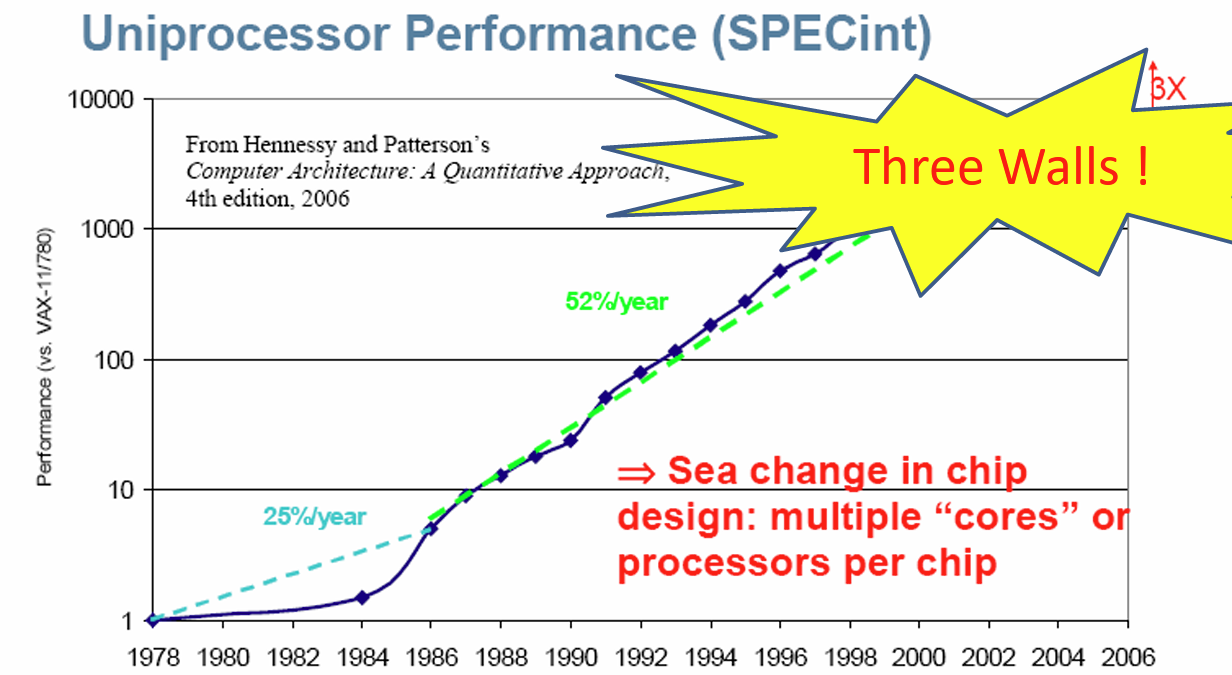 Uniprocessor Performance (SPECint)
3X
10000
From Hennessy and Patterson's
Computer Architecture: A Quantitative Approach,
4th edition, 2006
Three Walls !
1000
Performance (vs. VAX-11/780)
52%/year
100
⇒ Sea change in chip
design: multiple “cores” or
processors per chip
10
25%/year
1
1978 1980 1982 1984 1986 1988 1990 1992 1994 1996 1998 2000 2002 2004 2006